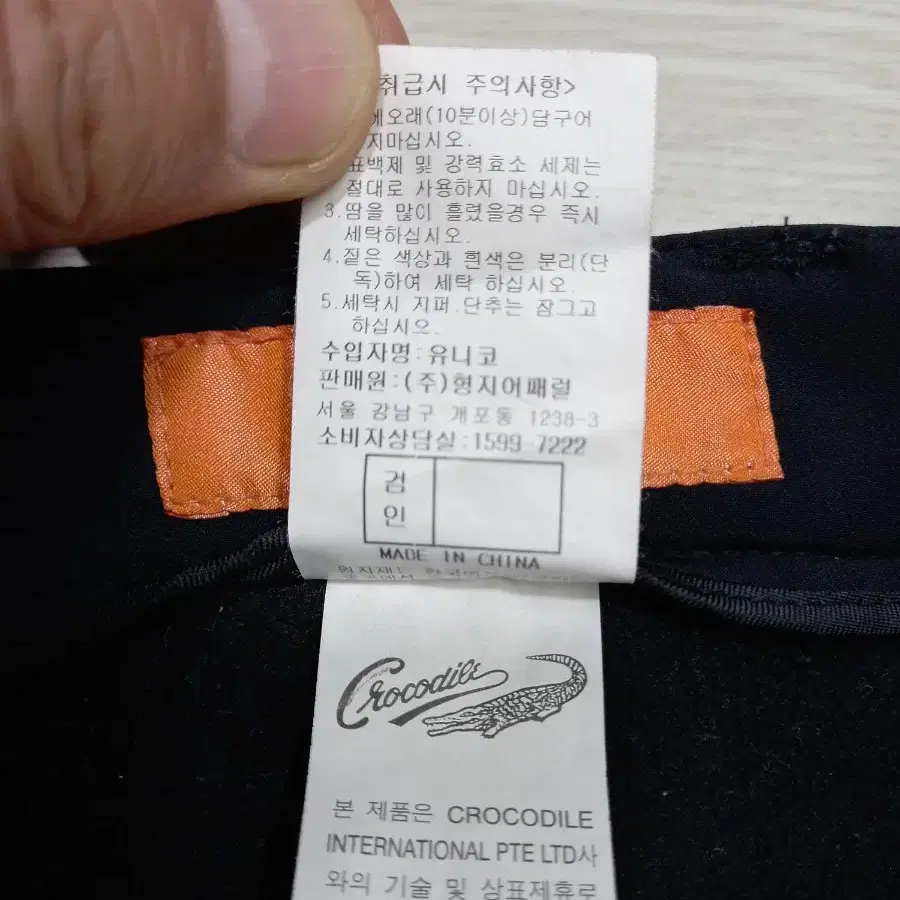 취급시 주의사항>
에오래(10분이상)담구어
지마십시오.
표백제 및 강력효소 세제는
절대로 사용하지 마십시오.
3.땀을 많이 흘렸을경우 즉시
세탁하십시오.
4.짙은 색상과 흰색은 분리(단
독)하여 세탁 하십시오.
5.세탁시 지퍼.단추는 잠그고
하십시오.
수입자명:유니코
판매원:(주)형지어패럴
서울 강남구 개포동 1238-3
소비자상담실:1599-7222
검
인
MADE IN CHINA
Crocodile
본 제품은 CROCODILE
INTERNATIONAL PTE LTD사
와의 기술 및 상표제휴로